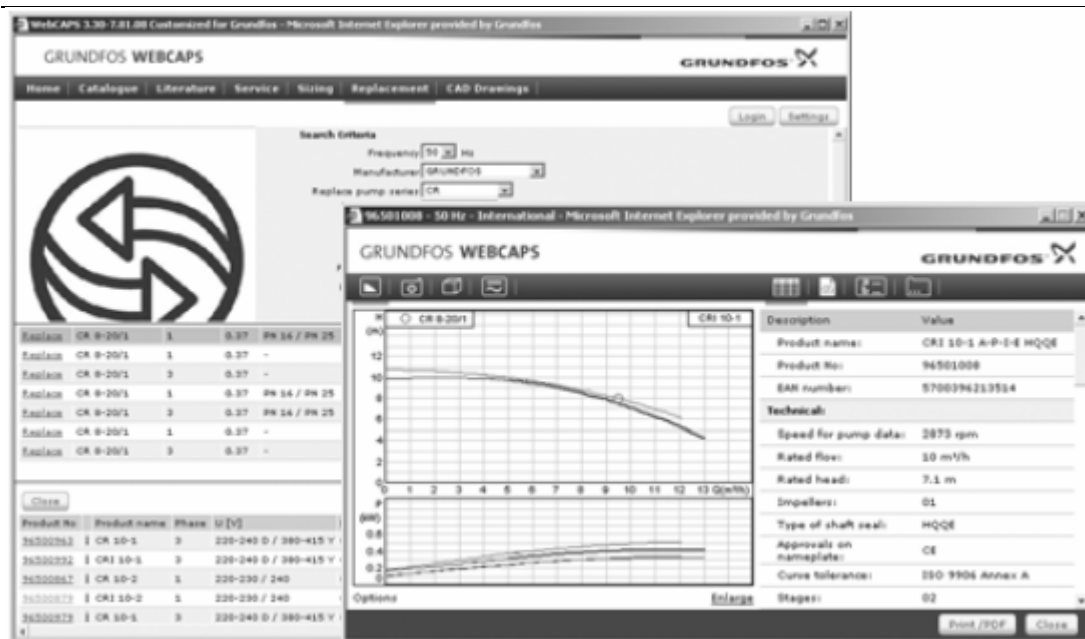 WebCAPS 3.30-7.81.08 Customized for Grundfos - Microsoft Internet Explorer provided by Grundfos
GRUNDFOS WEBCAPS
GRUNDFOS
Home Catalogue Literature Service Sizing Replacement CAD Drawings
Login Settings
Search Criteria
Frequency 50 Hz
Manufacturer GRUNDFOS
Replace pump series CR
Replace CR 8-20/1 1 0.37 PN 16 / PN 25
Replace CR 8-20/1 1 0.37 -
Replace CR 8-20/1 3 0.37 -
Replace CR 8-20/1 1 0.37 PN 16 / PN 25
Replace CR 8-20/1 3 0.37 PN 16 / PN 25
Replace CR 8-20/1 1 0.37 -
Replace CR 8-20/1 3 0.37 -
Close
Product No Product name Phase U [V]
96500963 CR 10-1 3 220-240 D / 380-415 Y
96500992 CRI 10-1 3 220-240 D / 380-415 Y
96500867 CR 10-2 1 220-230 / 240
96500879 CRI 10-2 1 220-230 / 240
96500979 CR 10-1 3 220-240 D / 380-415 Y
96501008 - 50 Hz - International - Microsoft Internet Explorer provided by Grundfos
GRUNDFOS WEBCAPS
GRUNDFOS
H
(m)
CR 8-20/1
CRI 10-1
12
10
8
6
4
2
0
0 1 2 3 4 5 6 7 8 9 10 11 12 13 Q(m³/h)
P
(kW)
0.6
0.4
0.2
0
Options
Enlarge
Description Value
Product name: CRI 10-1 A-P-I-E HQQE
Product No: 96501008
EAN number: 5700396213514
Technical:
Speed for pump data: 2873 rpm
Rated flow: 10 m³/h
Rated head: 7.1 m
Impellers: 01
Type of shaft seal: HQQE
Approvals on nameplate: CE
Curve tolerance: ISO 9906 Annex A
Stages: 02
Print /PDF Close